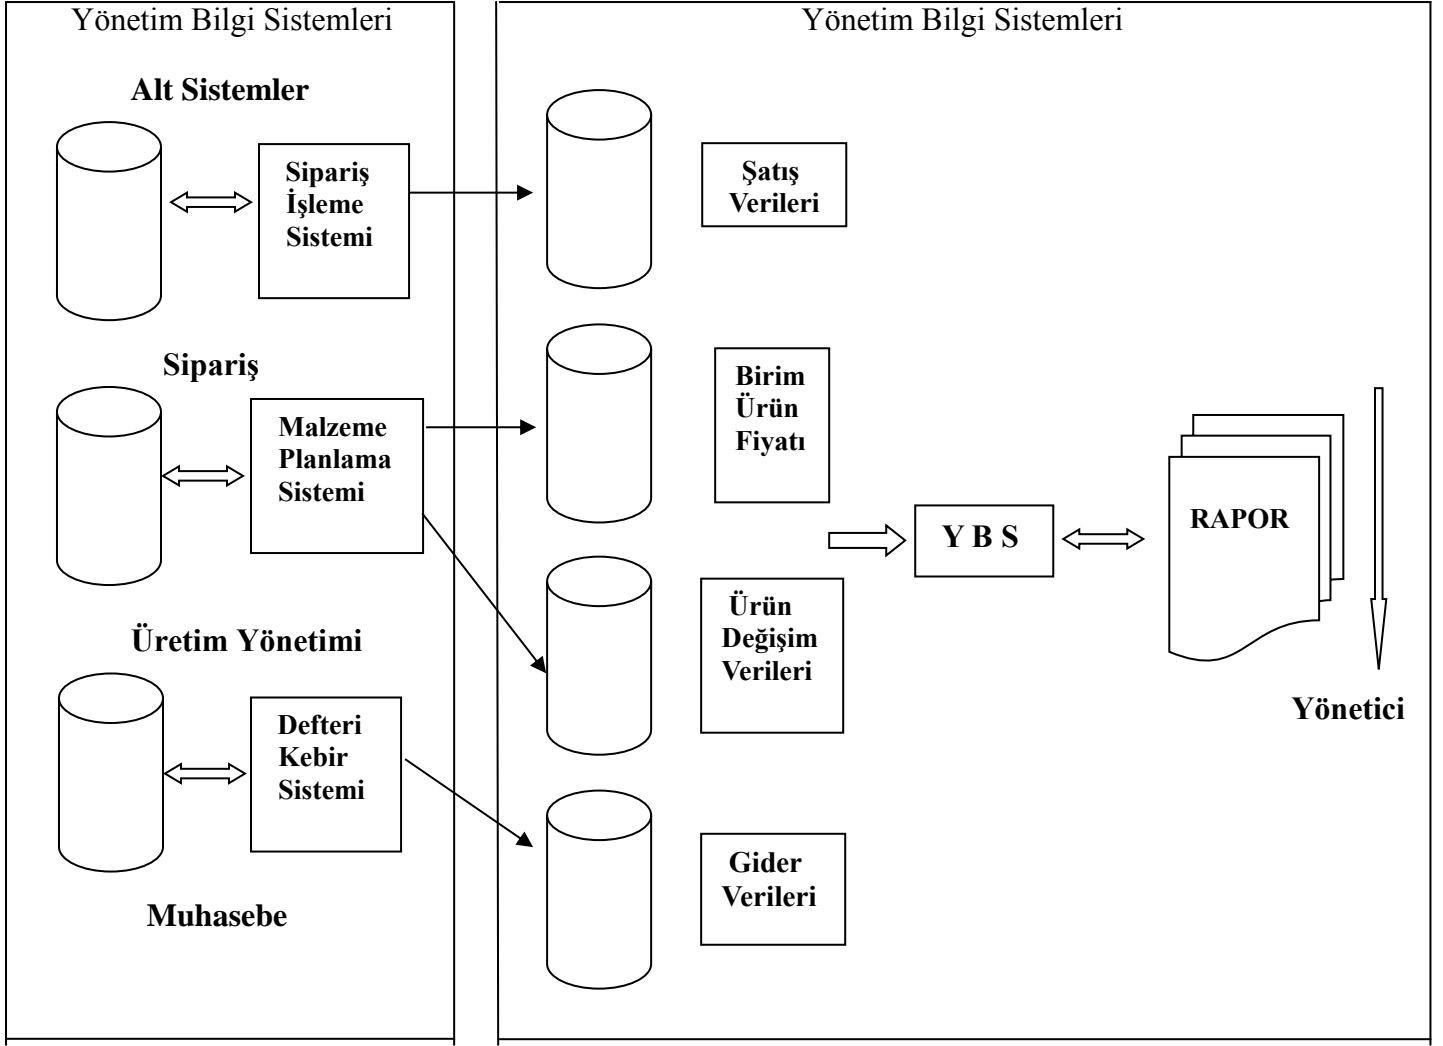 Yönetim Bilgi Sistemleri
Alt Sistemler
Sipariş
İşleme
Sistemi
Sipariş
Malzeme
Planlama
Sistemi
Üretim Yönetimi
Defteri
Kebir
Sistemi
Muhasebe
Yönetim Bilgi Sistemleri
Şatış
Verileri
Birim
Ürün
Fiyatı
Ürün
Değişim
Verileri
Gider
Verileri
Y B S
RAPOR
Yönetici